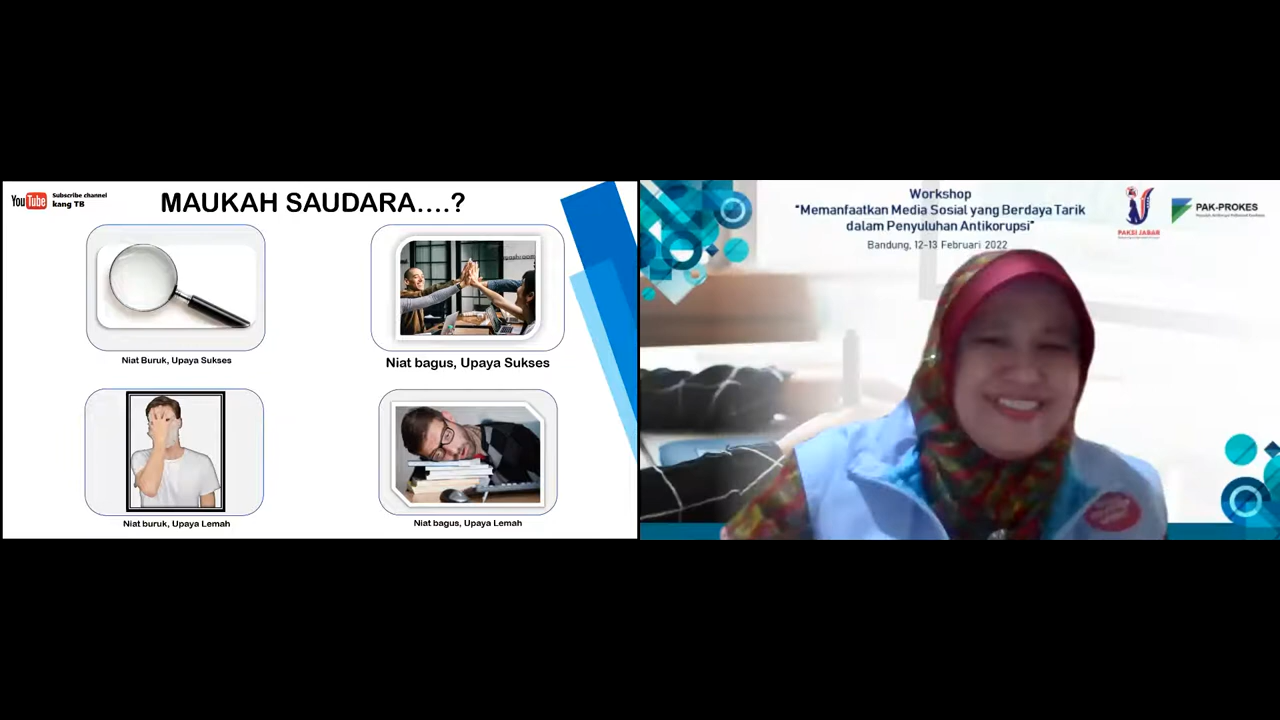 YouTube
Subscribe channel
kang TB
MAUKAH SAUDARA....?
Niat Buruk, Upaya Sukses
Niat bagus, Upaya Sukses
Niat buruk, Upaya Lemah
Niat bagus, Upaya Lemah
Workshop
"Memanfaatkan Media Sosial yang Berdaya Tarik
dalam Penyuluhan Antikorupsi"
Bandung, 12-13 Februari 2022
PAKSI JABAR
PAK-PROKES